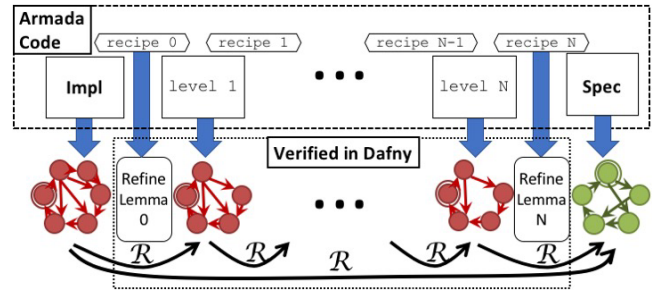 Armada
Code
recipe 0
recipe 1
recipe N-1
recipe N
Impl
level 1
• • •
level N
Spec
Verified in Dafny
Refine
Lemma
0
• • •
Refine
Lemma
N
R
R
R
R
R